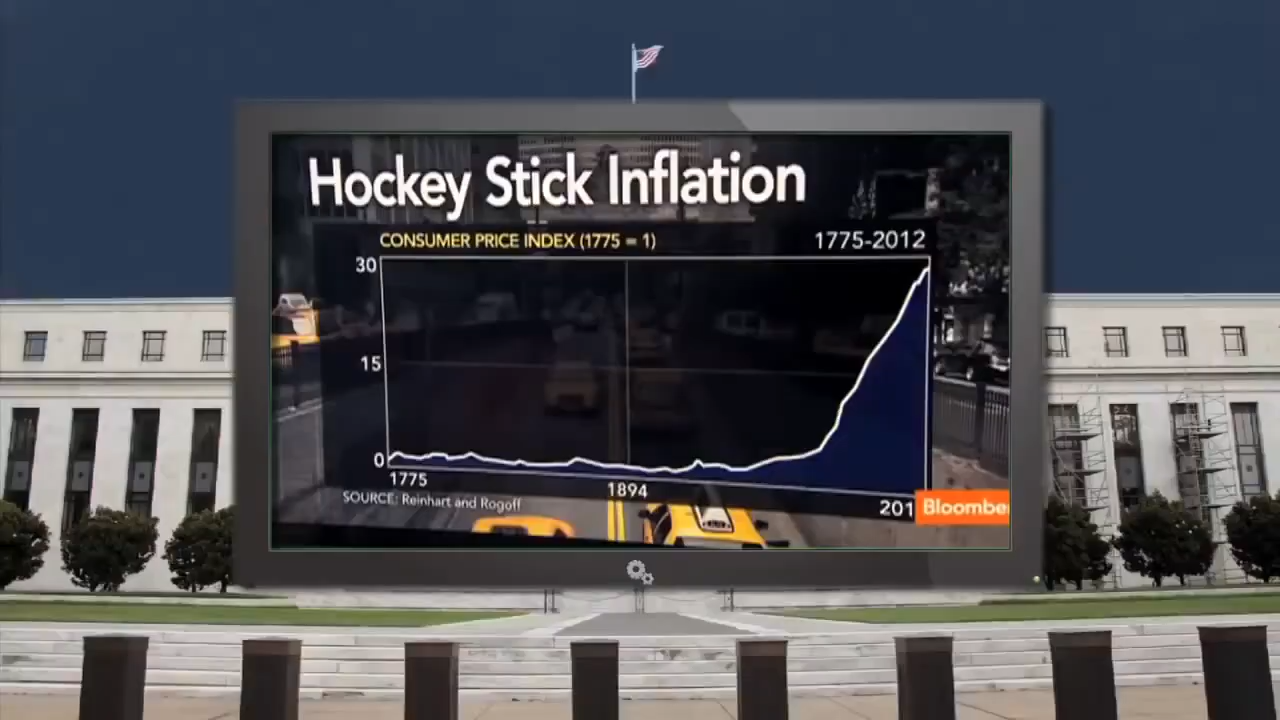 Hockey Stick Inflation
CONSUMER PRICE INDEX (1775 = 1)
1775-2012
30
15
0
1775
1894
201
SOURCE: Reinhart and Rogoff
Bloombe